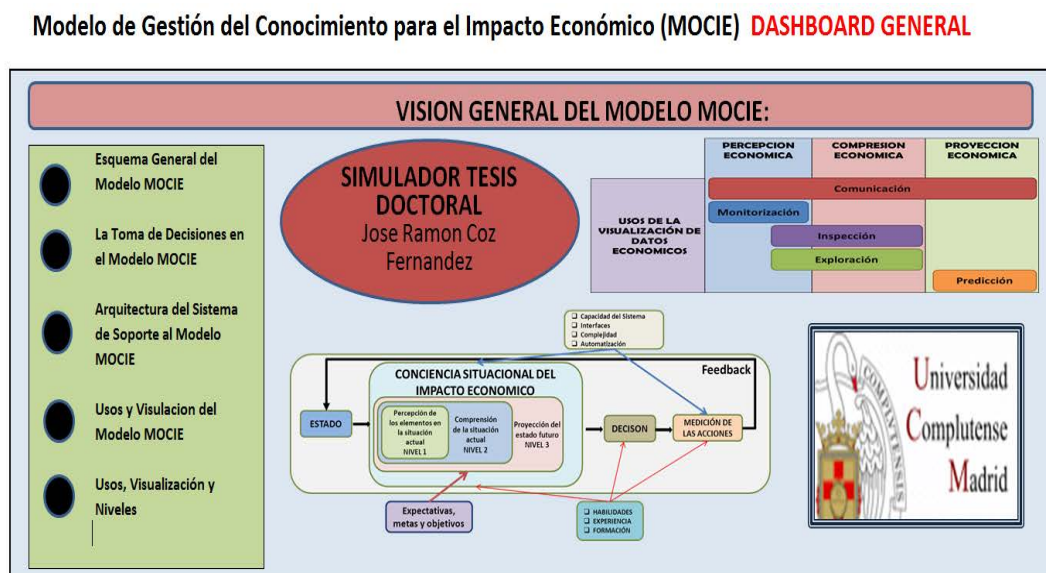 Modelo de Gestión del Conocimiento para el Impacto Económico (MOCIE) DASHBOARD GENERAL
VISION GENERAL DEL MODELO MOCIE:
Esquema General del
Modelo MOCIE
La Toma de Decisiones en
el Modelo MOCIE
Arquitectura del Sistema
de Soporte al Modelo
MOCIE
Usos y Visulacion del
Modelo MOCIE
Usos, Visualización y
Niveles
SIMULADOR TESIS
DOCTORAL
Jose Ramon Coz
Fernandez
PERCEPCION
ECONOMICA
COMPRESION
ECONOMICA
PROYECCION
ECONOMICA
USOS DE LA
VISUALIZACIÓN DE
DATOS
ECONOMICOS
Comunicación
Monitorización
Inspección
Exploración
Predicción
Capacidad del Sistema
Interfaces
Complejidad
Automatización
Feedback
CONCIENCIA SITUACIONAL DEL
IMPACTO ECONOMICO
ESTADO
Percepción de
los elementos en
la situación
actual
NIVEL 1
Comprensión
de la situación
actual
NIVEL 2
Proyección del
estado futuro
NIVEL 3
DECISON
MEDICIÓN DE
LAS ACCIONES
Expectativas,
metas y objetivos
HABILIDADES
EXPERIENCIA
FORMACIÓN
COMPLUTENSIS
Universidad
Complutense
Madrid